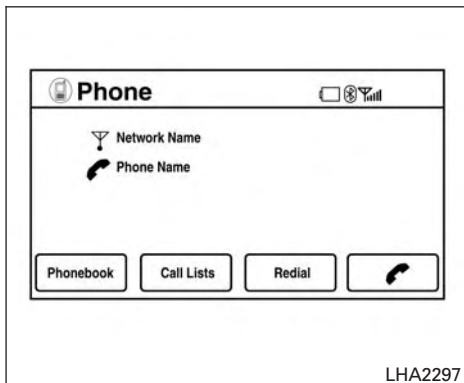 Phone
Network Name
Phone Name
Phonebook Call Lists Redial
LHA2297